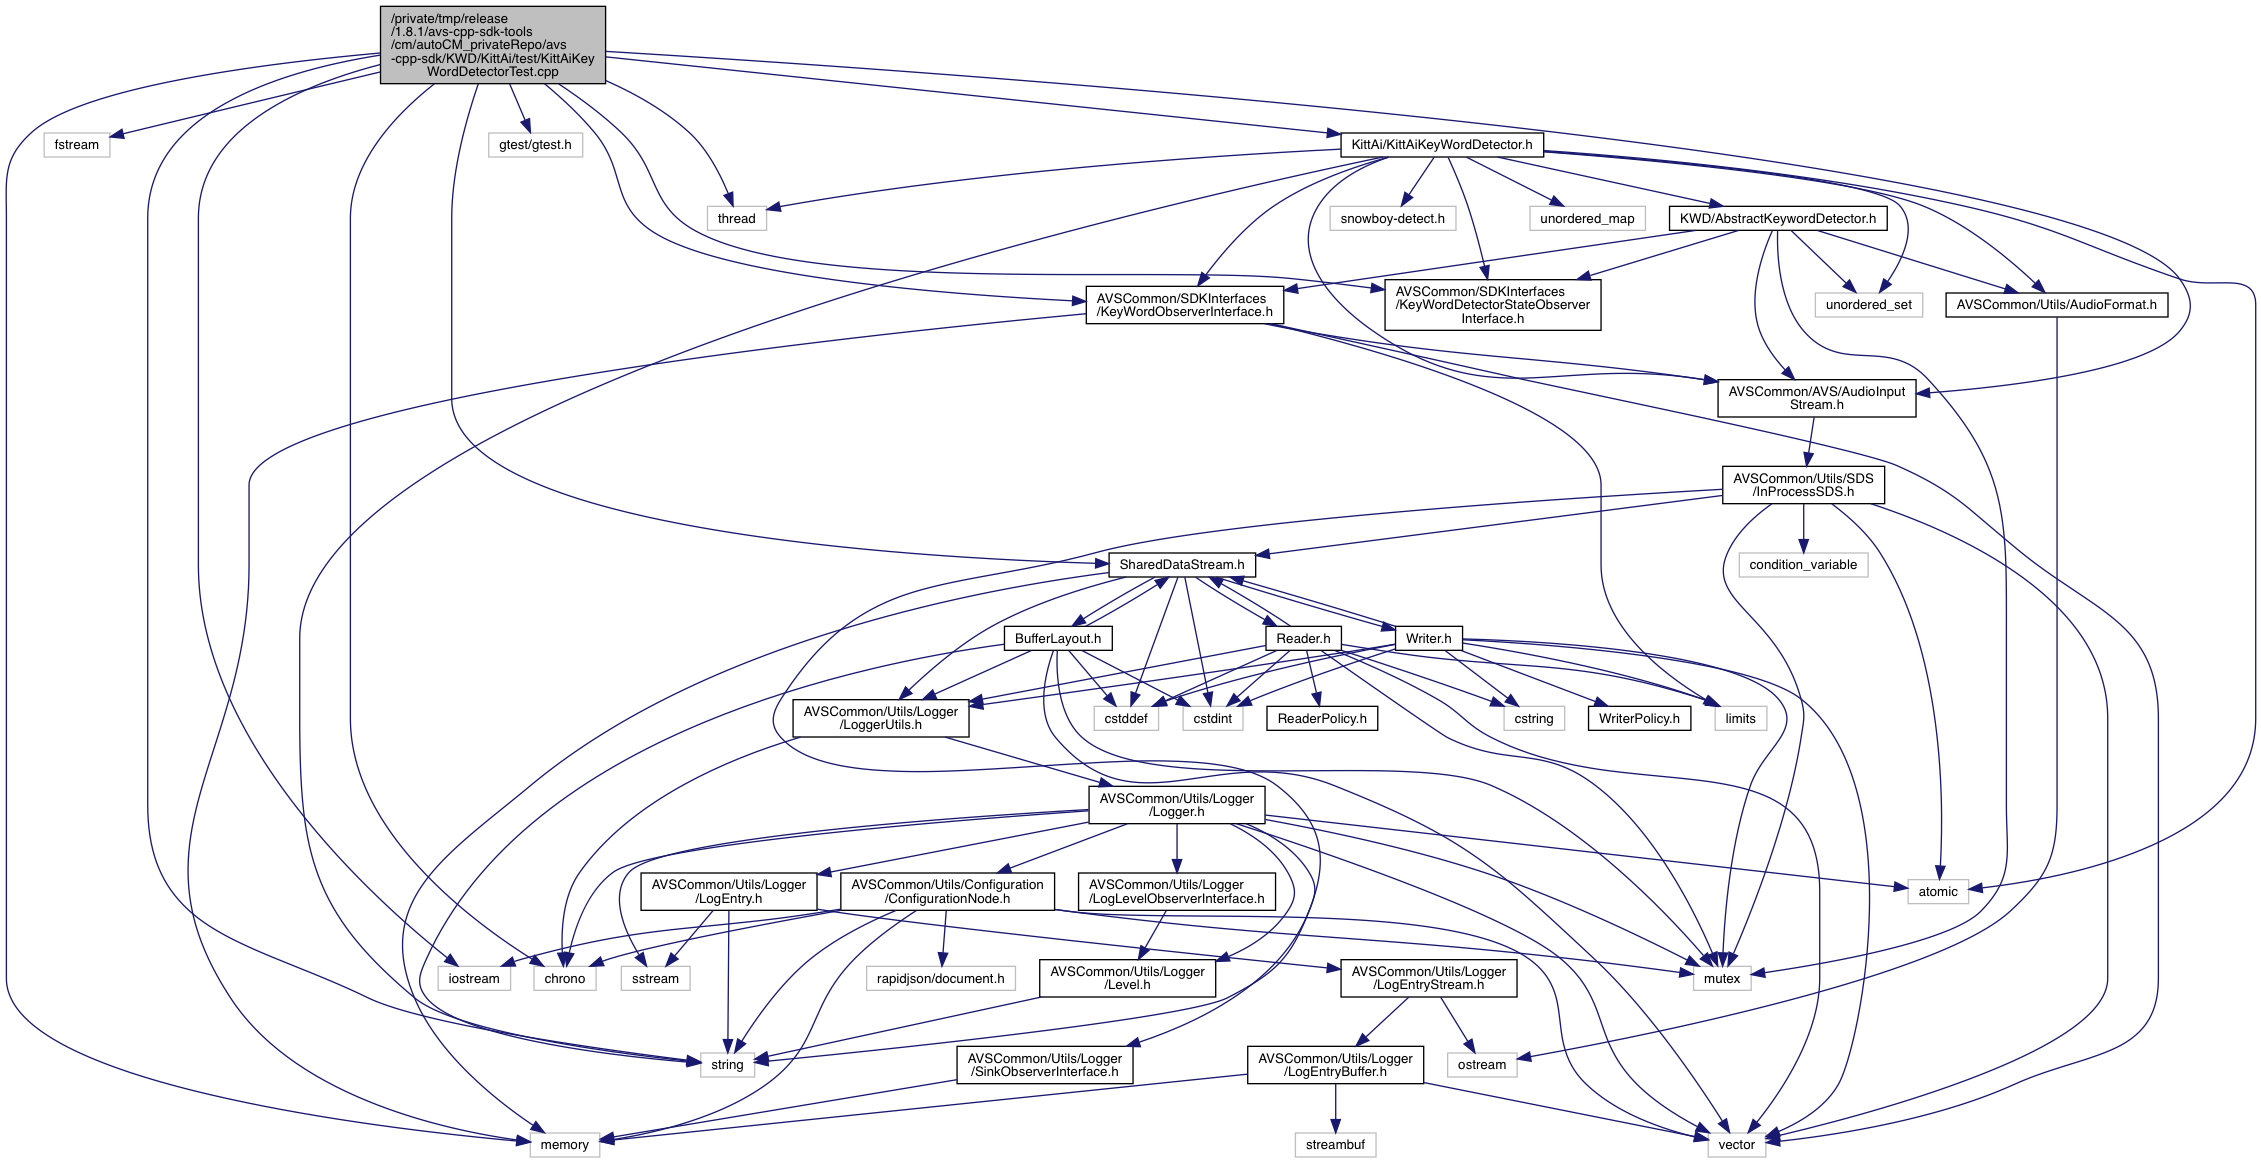 /private/tmp/release
/1.8.1/avs-cpp-sdk-tools
/cm/autoCM_privateRepo/avs
-cpp-sdk/KWD/KittAi/test/KittAiKey
WordDetectorTest.cpp
fstream
gtest/gtest.h
KittAi/KittAiKeyWordDetector.h
thread
snowboy-detect.h
unordered_map
KWD/AbstractKeywordDetector.h
AVSCommon/SDKInterfaces
/KeyWordObserverInterface.h
AVSCommon/SDKInterfaces
/KeyWordDetectorStateObserver
Interface.h
unordered_set
AVSCommon/Utils/AudioFormat.h
AVSCommon/AVS/AudioInput
Stream.h
AVSCommon/Utils/SDS
/InProcessSDS.h
SharedDataStream.h
condition_variable
BufferLayout.h
Reader.h
Writer.h
AVSCommon/Utils/Logger
/LoggerUtils.h
cstddef
cstdint
ReaderPolicy.h
cstring
WriterPolicy.h
limits
AVSCommon/Utils/Logger
/Logger.h
AVSCommon/Utils/Logger
/LogEntry.h
AVSCommon/Utils/Configuration
/ConfigurationNode.h
AVSCommon/Utils/Logger
/LogLevelObserverInterface.h
atomic
iostream
chrono
sstream
rapidjson/document.h
AVSCommon/Utils/Logger
/Level.h
AVSCommon/Utils/Logger
/LogEntryStream.h
mutex
string
AVSCommon/Utils/Logger
/SinkObserverInterface.h
AVSCommon/Utils/Logger
/LogEntryBuffer.h
ostream
memory
streambuf
vector